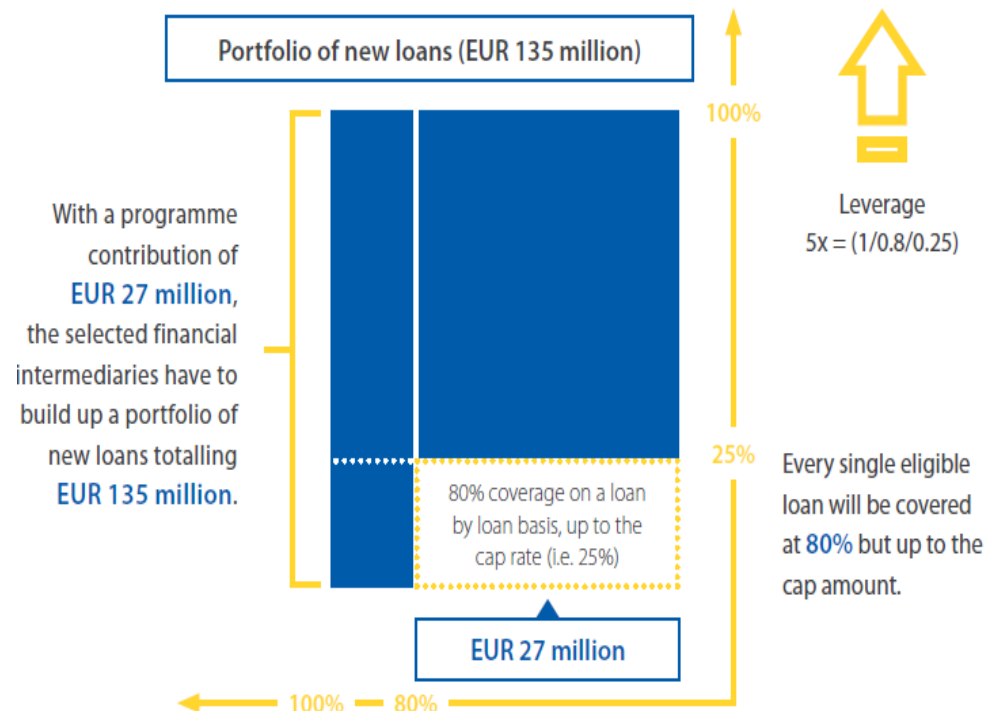 Portfolio of new loans (EUR 135 million)
100%
With a programme
contribution of
EUR 27 million,
the selected financial
intermediaries have to
build up a portfolio of
new loans totalling
EUR 135 million.
Leverage
5x = (1/0.8/0.25)
25%
80% coverage on a loan
by loan basis, up to the
cap rate (i.e. 25%)
Every single eligible
loan will be covered
at 80% but up to the
cap amount.
EUR 27 million
100%
80%